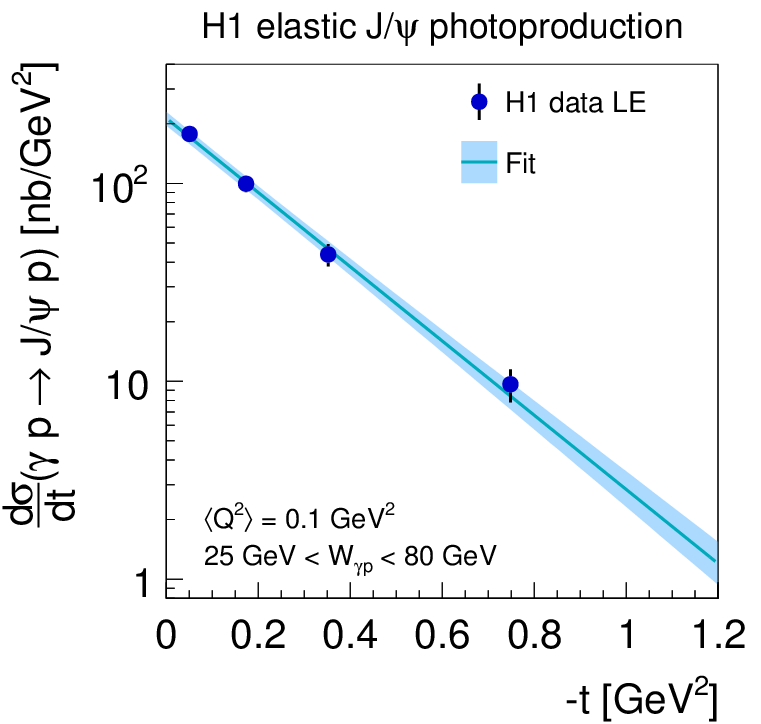 H1 elastic J/ψ photoproduction
H1 data LE
Fit
dσ/dt(γ p → J/ψ p) [nb/GeV²]
10²
10
1
⟨Q²⟩ = 0.1 GeV²
25 GeV < Wγp < 80 GeV
0 0.2 0.4 0.6 0.8 1 1.2
-t [GeV²]